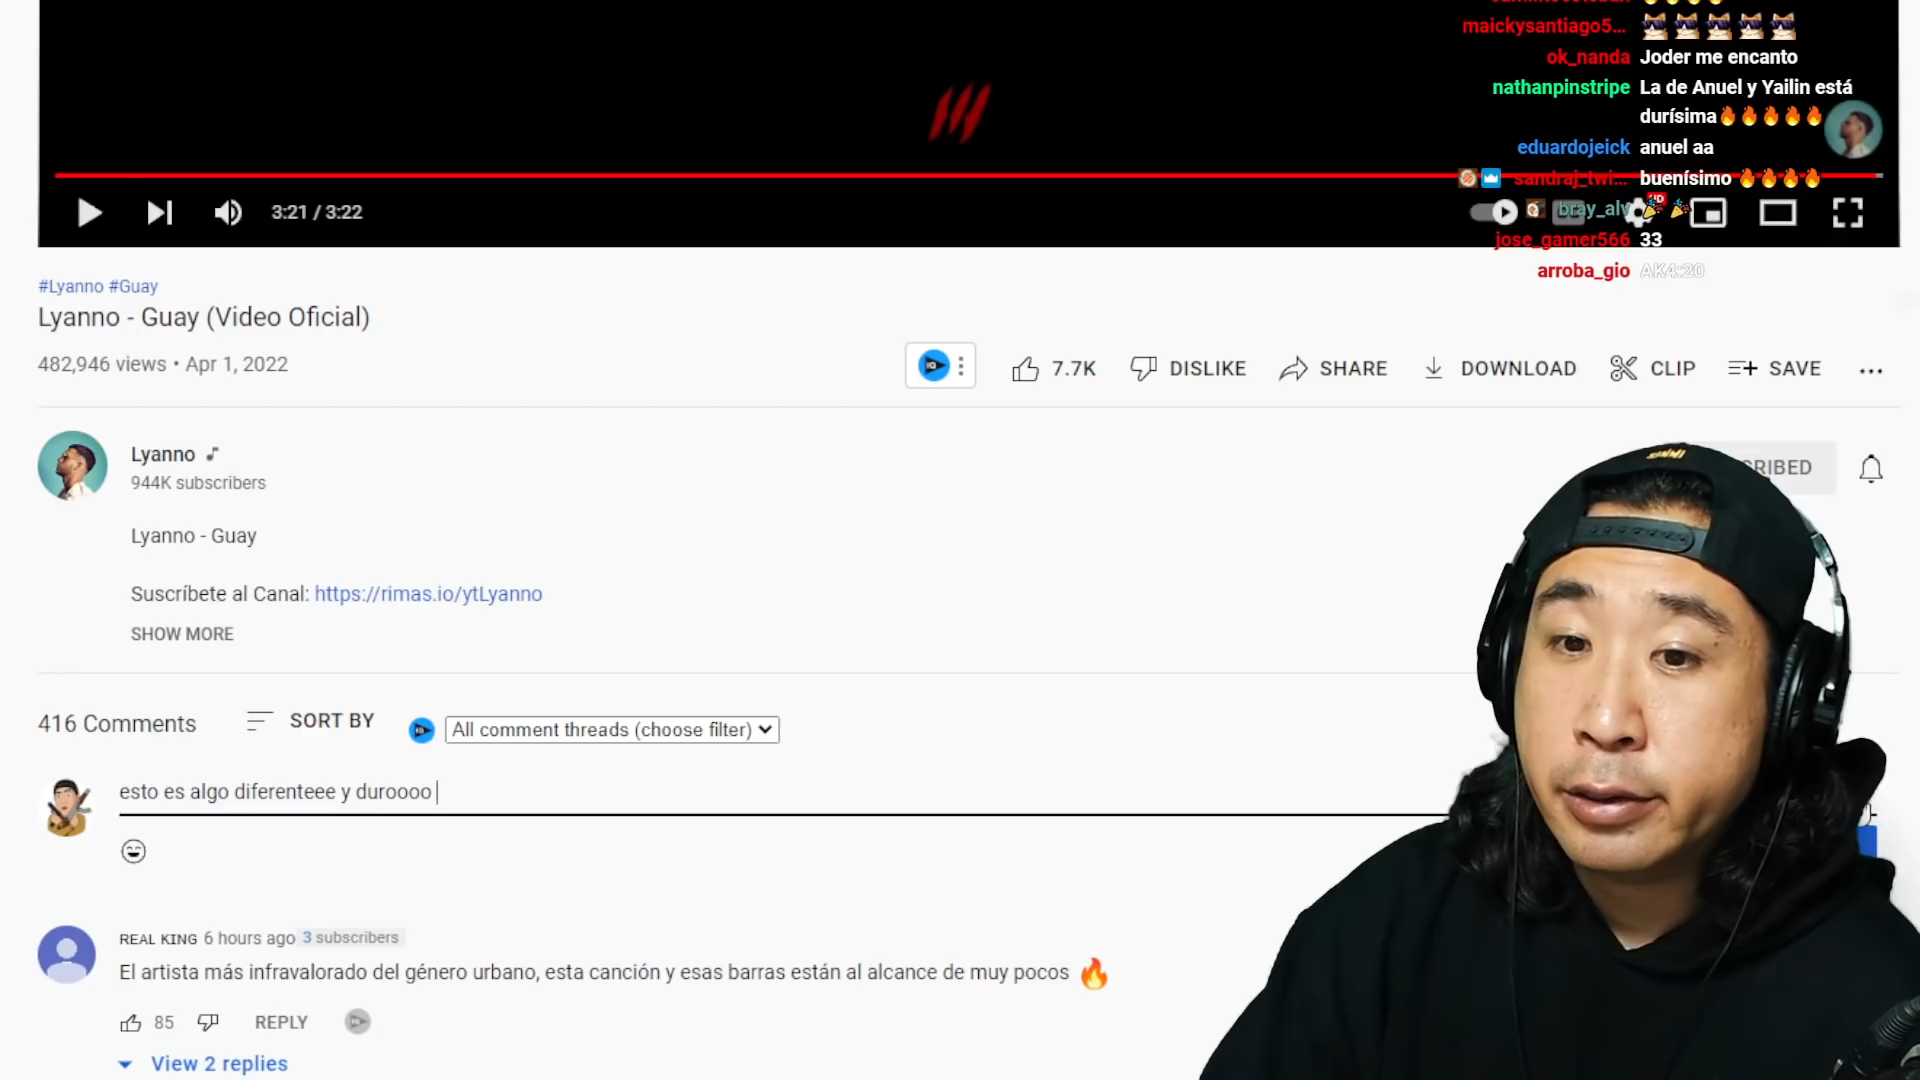 maickysantiago5...
ok_nanda Joder me encanto
nathanpinstripe La de Anuel y Yailin está
durísima🔥🔥🔥🔥🔥
eduardojeick anuel aa
sandraj_twi... buenísimo 🔥🔥🔥🔥
bray_alv 🎉 🎉
3:21 / 3:22
HD
jose_gamer566 33
arroba_gio AK4:20
#Lyanno #Guay
Lyanno - Guay (Video Oficial)
482,946 views • Apr 1, 2022
7.7K DISLIKE SHARE DOWNLOAD CLIP SAVE ...
Lyanno
944K subscribers
Lyanno - Guay
Suscríbete al Canal: https://rimas.io/ytLyanno
SHOW MORE
416 Comments SORT BY All comment threads (choose filter)
esto es algo diferenteee y duroooo
REAL KING 6 hours ago 3 subscribers
El artista más infravalorado del género urbano, esta canción y esas barras están al alcance de muy pocos 🔥
85 REPLY
View 2 replies